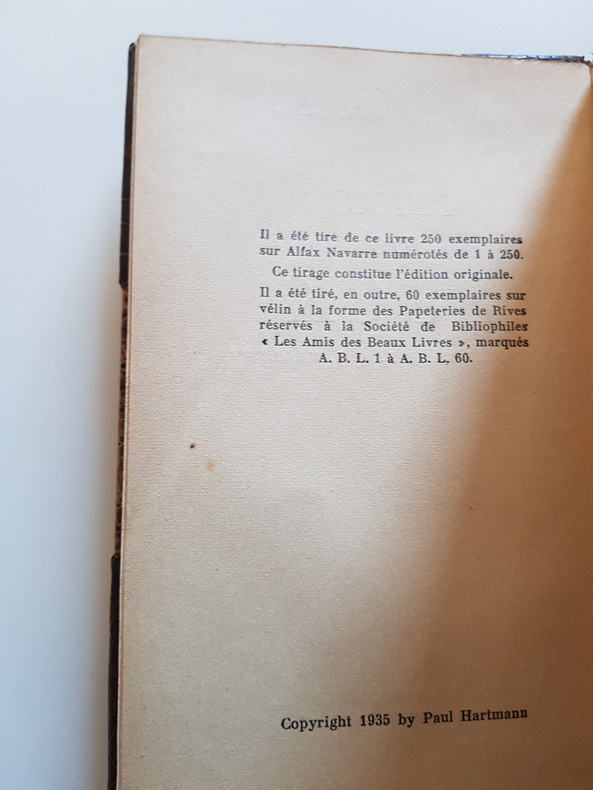 Il a été tiré de ce livre 250 exemplaires
sur Alfax Navarre numérotés de 1 à 250.
Ce tirage constitue l'édition originale.
Il a été tiré, en outre, 60 exemplaires sur
vélin à la forme des Papeteries de Rives
réservés à la Société de Bibliophiles
« Les Amis des Beaux Livres », marqués
A. B. L. 1 à A. B. L. 60.
Copyright 1935 by Paul Hartmann